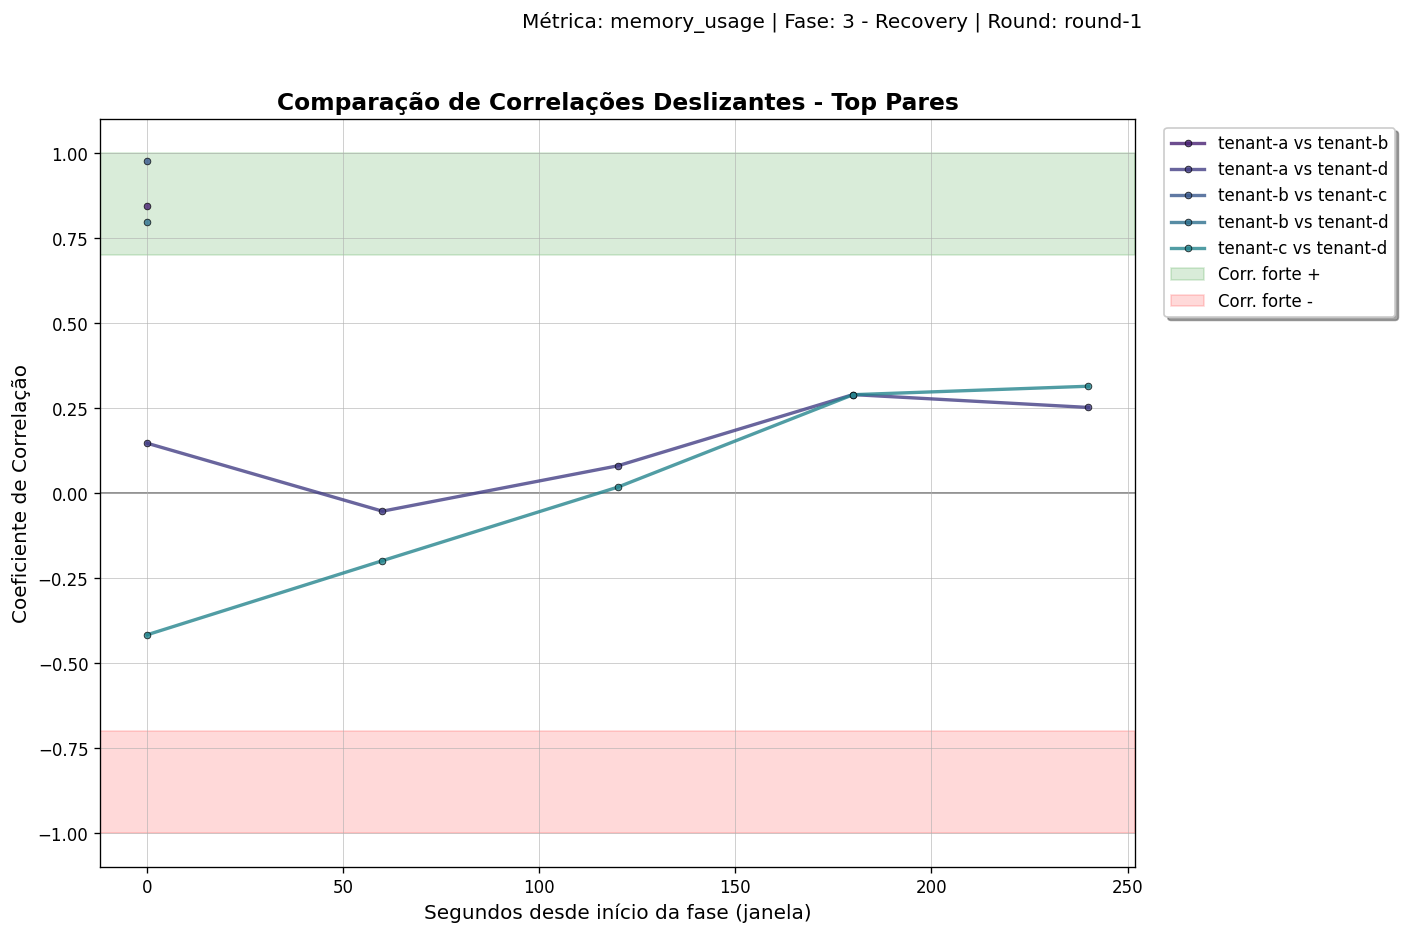 Métrica: memory_usage | Fase: 3 - Recovery | Round: round-1
Comparação de Correlações Deslizantes - Top Pares
1.00
0.75
0.50
0.25
0.00
−0.25
−0.50
−0.75
−1.00
Coeficiente de Correlação
0
50
100
150
200
250
Segundos desde início da fase (janela)
tenant-a vs tenant-b
tenant-a vs tenant-d
tenant-b vs tenant-c
tenant-b vs tenant-d
tenant-c vs tenant-d
Corr. forte +
Corr. forte -